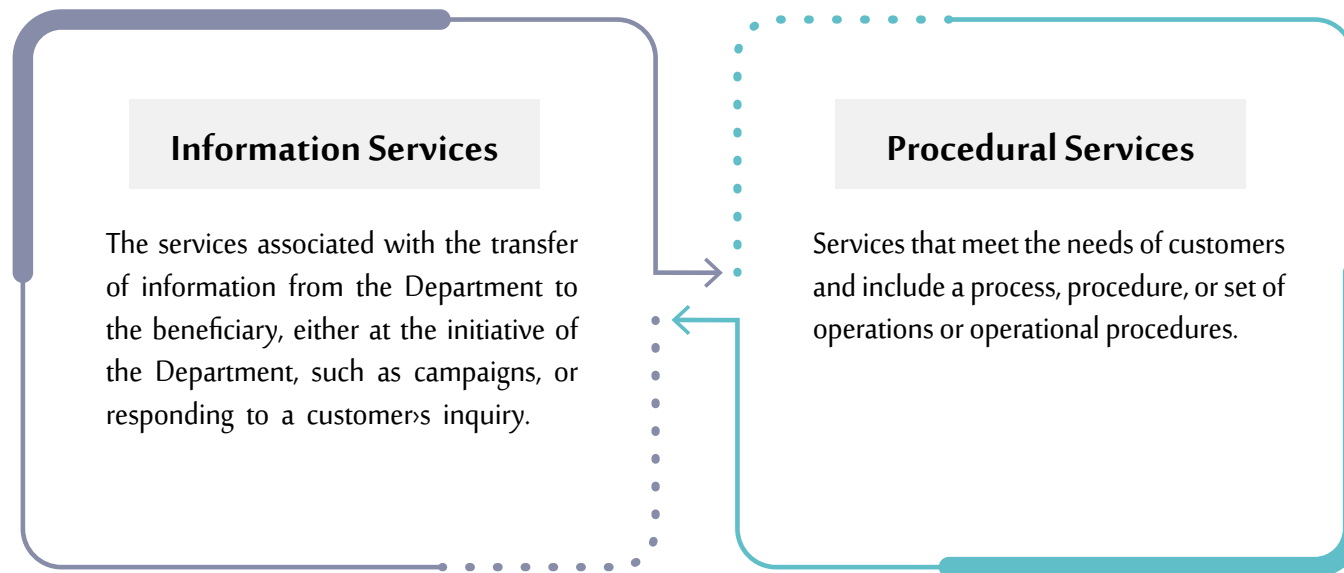 Information Services
The services associated with the transfer
of information from the Department to
the beneficiary, either at the initiative of
the Department, such as campaigns, or
responding to a customer›s inquiry.
Procedural Services
Services that meet the needs of customers
and include a process, procedure, or set of
operations or operational procedures.